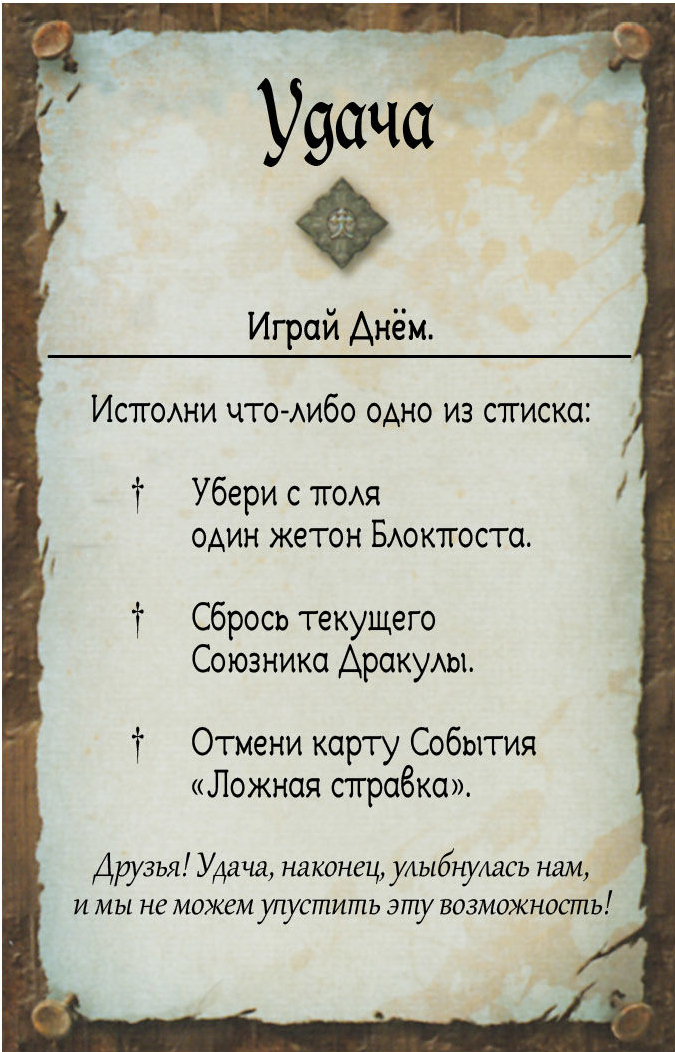 Удача
Играй Днём.
Исполни что-либо одно из списка:
† Убери с поля
один жетон Блокпоста.
† Сбрось текущего
Союзника Дракулы.
† Отмени карту События
«Ложная справка».
Друзья! Удача, наконец, улыбнулась нам,
и мы не можем упустить эту возможность!